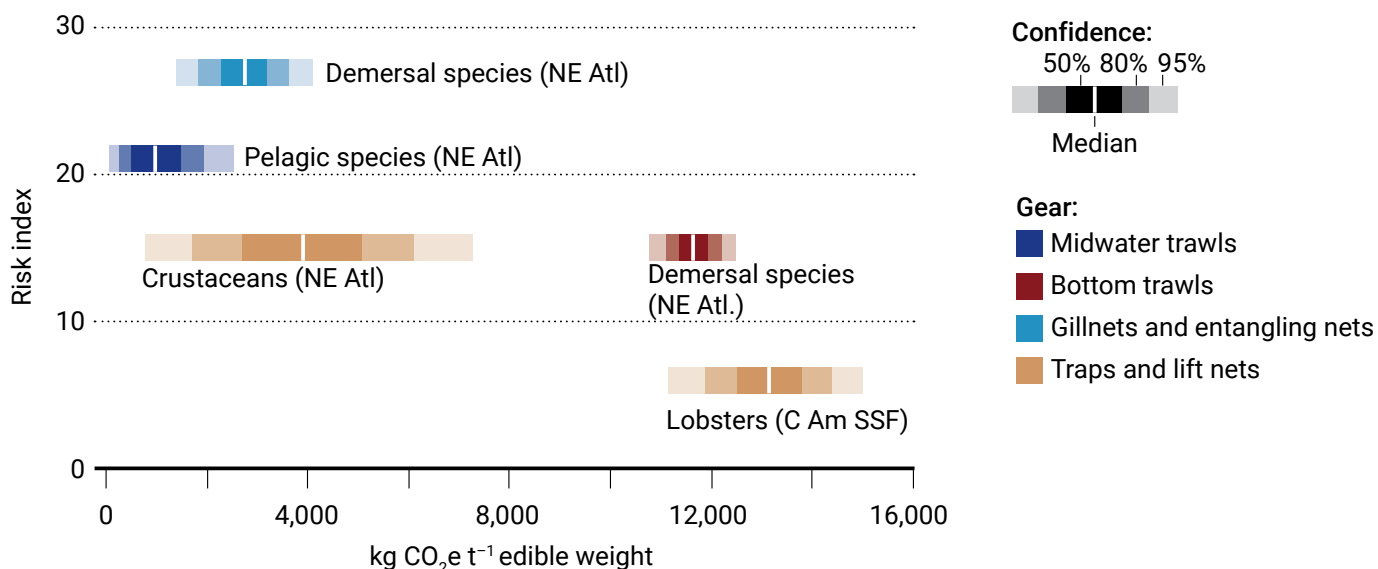 30
Demersal species (NE Atl)
Pelagic species (NE Atl)
20
Risk index
Crustaceans (NE Atl)
Demersal species
(NE Atl.)
10
Lobsters (C Am SSF)
0
0
4,000
8,000
12,000
16,000
kg CO₂e t⁻¹ edible weight
Confidence:
50% 80% 95%
Median
Gear:
Midwater trawls
Bottom trawls
Gillnets and entangling nets
Traps and lift nets